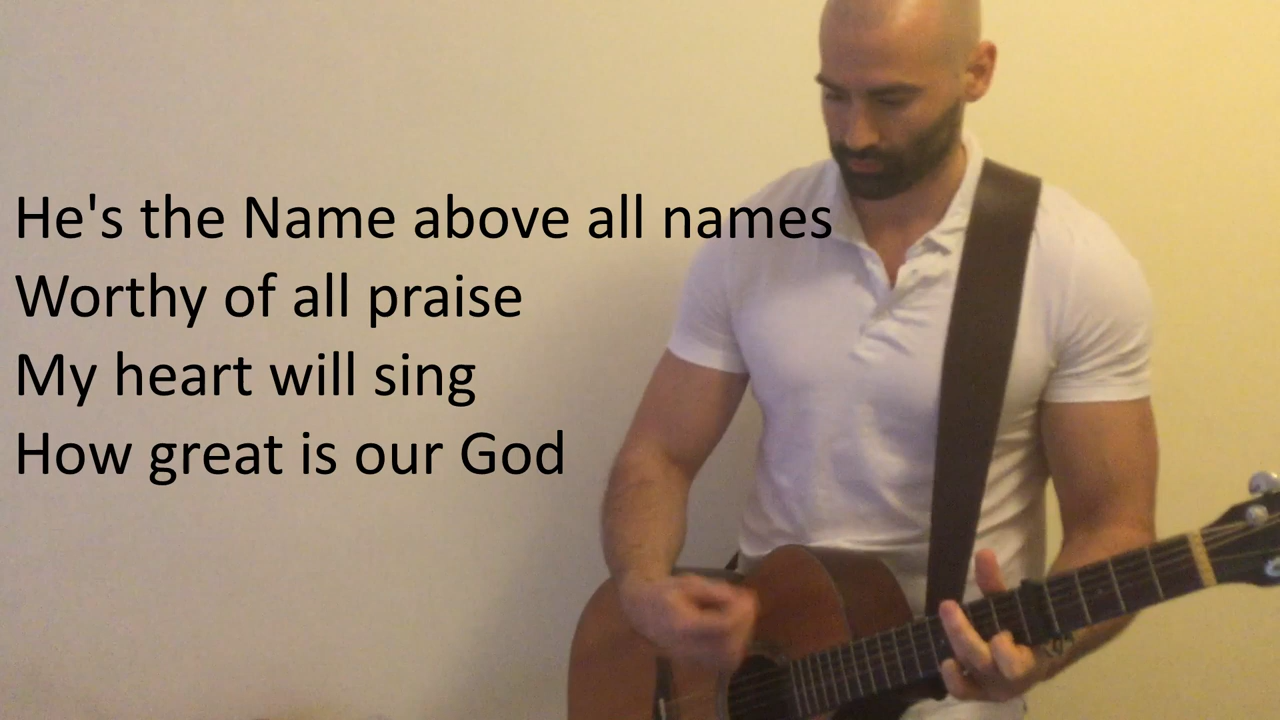 He's the Name above all names
Worthy of all praise
My heart will sing
How great is our God